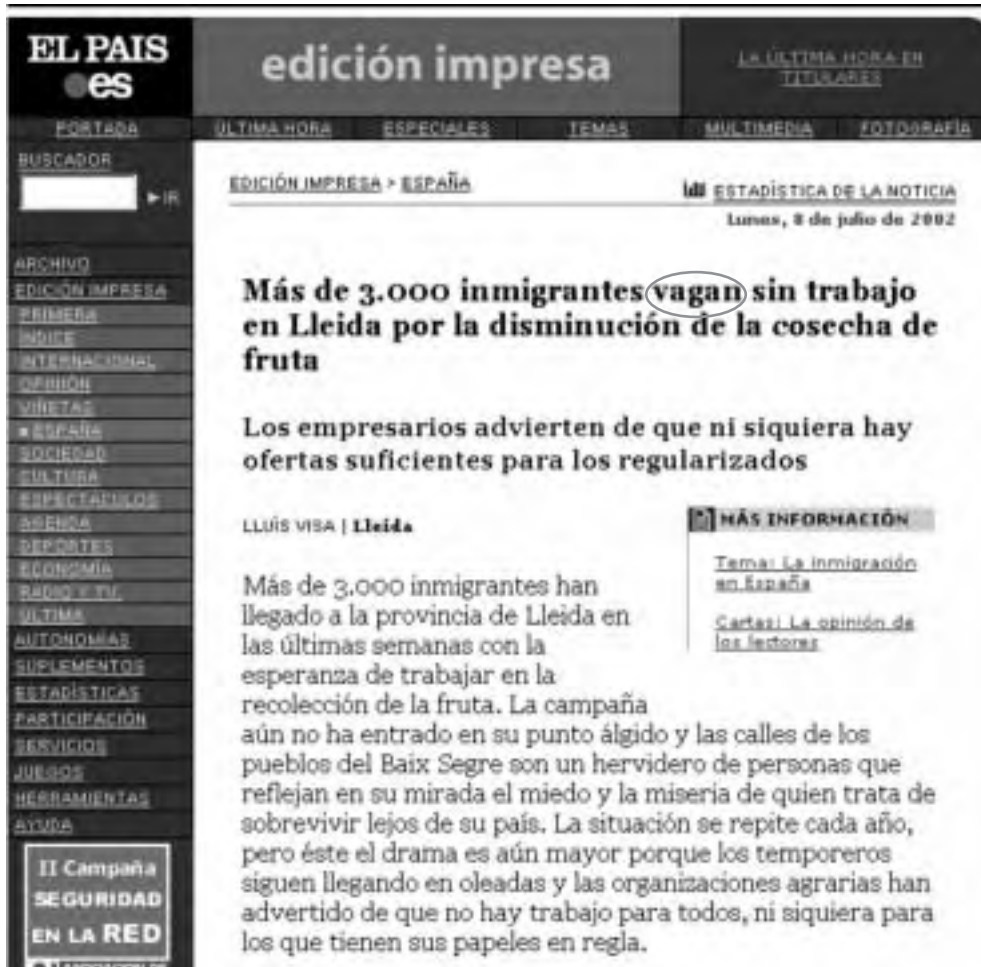 EL PAIS
es
edición impresa
LA ÚLTIMA HORA EN
TITULARES
PORTADA
ÚLTIMA HORA
ESPECIALES
TEMAS
MULTIMEDIA
FOTOGRAFÍA
BUSCADOR
IR
EDICIÓN IMPRESA > ESPAÑA
ESTADÍSTICA DE LA NOTICIA
Lunes, 8 de julio de 2002
ARCHIVO
EDICIÓN IMPRESA
PRIMERA
ÍNDICE
INTERNACIONAL
OPINIÓN
VIÑETAS
ESPAÑA
SOCIEDAD
CULTURA
ESPECTÁCULOS
AGENDA
DEPORTES
ECONOMÍA
RADIO Y TV.
ÚLTIMA
AUTONOMÍAS
SUPLEMENTOS
ESTADÍSTICAS
PARTICIPACIÓN
SERVICIOS
JUEGOS
HERRAMIENTAS
AYUDA
II Campaña
SEGURIDAD
EN LA RED
Más de 3.000 inmigrantes vagan sin trabajo
en Lleida por la disminución de la cosecha de
fruta
Los empresarios advierten de que ni siquiera hay
ofertas suficientes para los regularizados
LLUÍS VISA | Lleida
MÁS INFORMACIÓN
Tema: La inmigración
en España
Cartas: La opinión de
los lectores
Más de 3.000 inmigrantes han
llegado a la provincia de Lleida en
las últimas semanas con la
esperanza de trabajar en la
recolección de la fruta. La campaña
aún no ha entrado en su punto álgido y las calles de los
pueblos del Baix Segre son un hervidero de personas que
reflejan en su mirada el miedo y la miseria de quien trata de
sobrevivir lejos de su país. La situación se repite cada año,
pero éste el drama es aún mayor porque los temporeros
siguen llegando en oleadas y las organizaciones agrarias han
advertido de que no hay trabajo para todos, ni siquiera para
los que tienen sus papeles en regla.